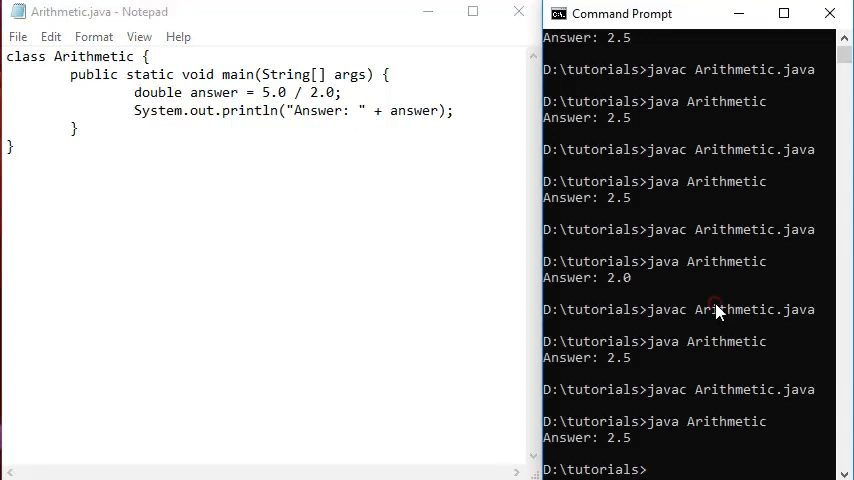 Arithmetic.java - Notepad
File Edit Format View Help
class Arithmetic {
public static void main(String[] args) {
double answer = 5.0 / 2.0;
System.out.println("Answer: " + answer);
}
}
Command Prompt
Answer: 2.5
D:\tutorials>javac Arithmetic.java
D:\tutorials>java Arithmetic
Answer: 2.5
D:\tutorials>javac Arithmetic.java
D:\tutorials>java Arithmetic
Answer: 2.5
D:\tutorials>javac Arithmetic.java
D:\tutorials>java Arithmetic
Answer: 2.0
D:\tutorials>javac Arithmetic.java
D:\tutorials>java Arithmetic
Answer: 2.5
D:\tutorials>javac Arithmetic.java
D:\tutorials>java Arithmetic
Answer: 2.5
D:\tutorials>